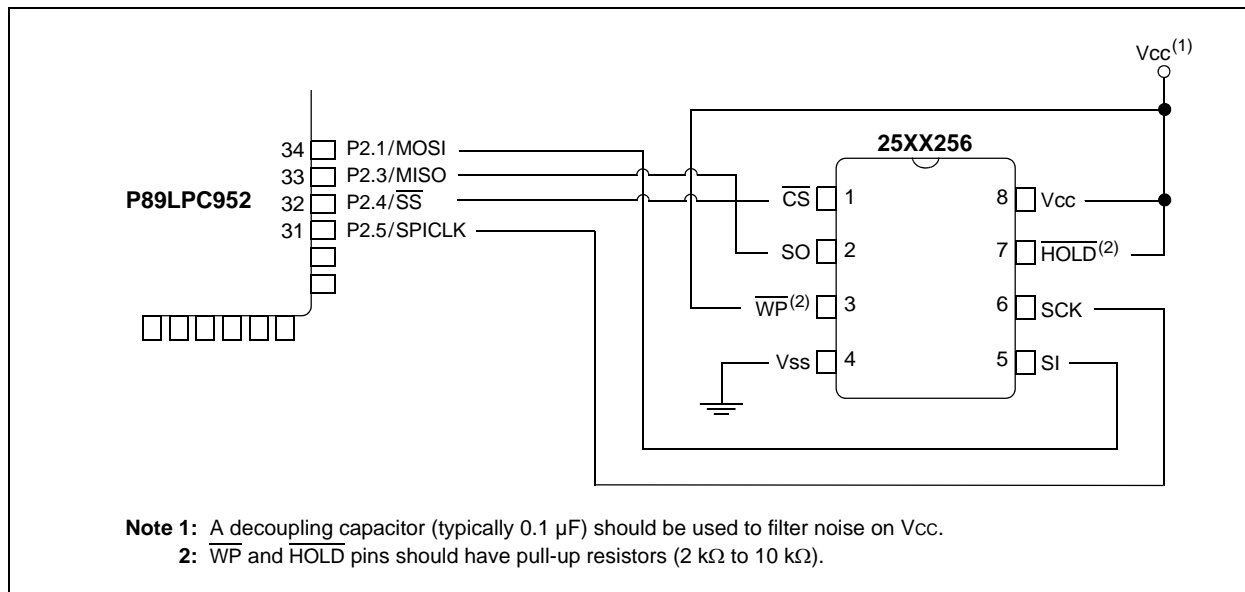 Vcc(1)
25XX256
34 P2.1/MOSI
33 P2.3/MISO
P89LPC952
32 P2.4/SS
31 P2.5/SPICLK
CS 1
8 Vcc
SO 2
7 HOLD(2)
WP(2) 3
6 SCK
Vss 4
5 SI
Note 1: A decoupling capacitor (typically 0.1 µF) should be used to filter noise on Vcc.
2: WP and HOLD pins should have pull-up resistors (2 kΩ to 10 kΩ).